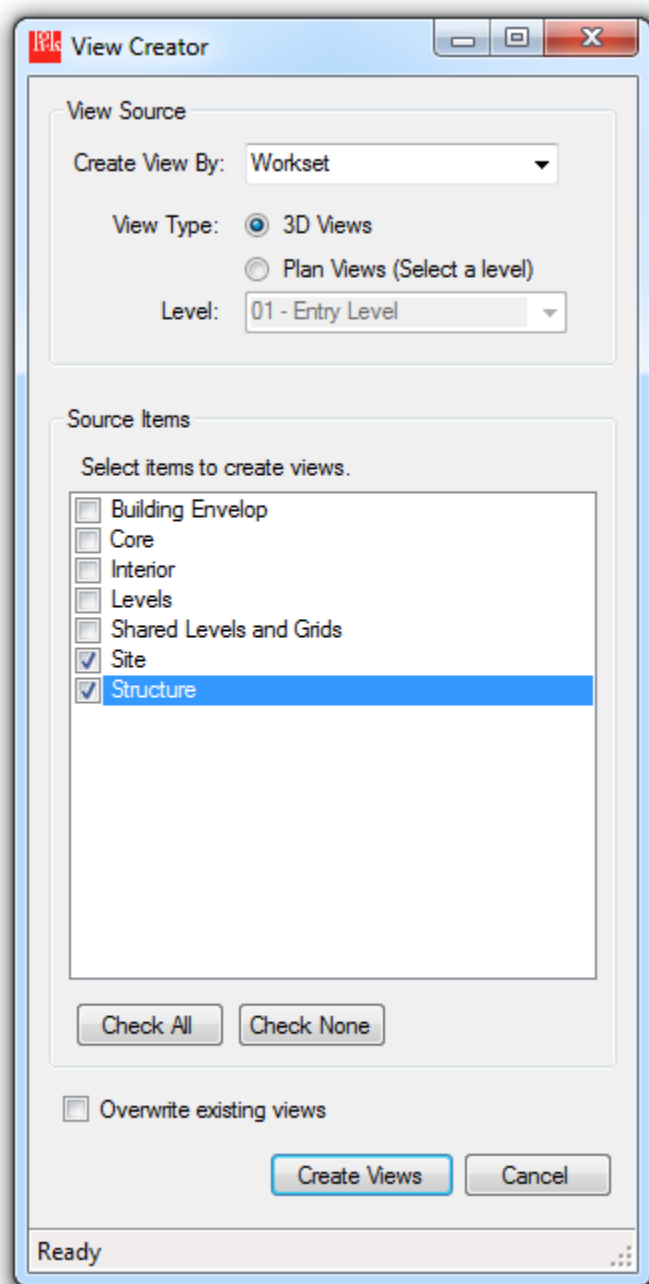 View Creator
View Source
Create View By: Workset
View Type: 3D Views
Plan Views (Select a level)
Level: 01 - Entry Level
Source Items
Select items to create views.
Building Envelop
Core
Interior
Levels
Shared Levels and Grids
Site
Structure
Check All Check None
Overwrite existing views
Create Views Cancel
Ready